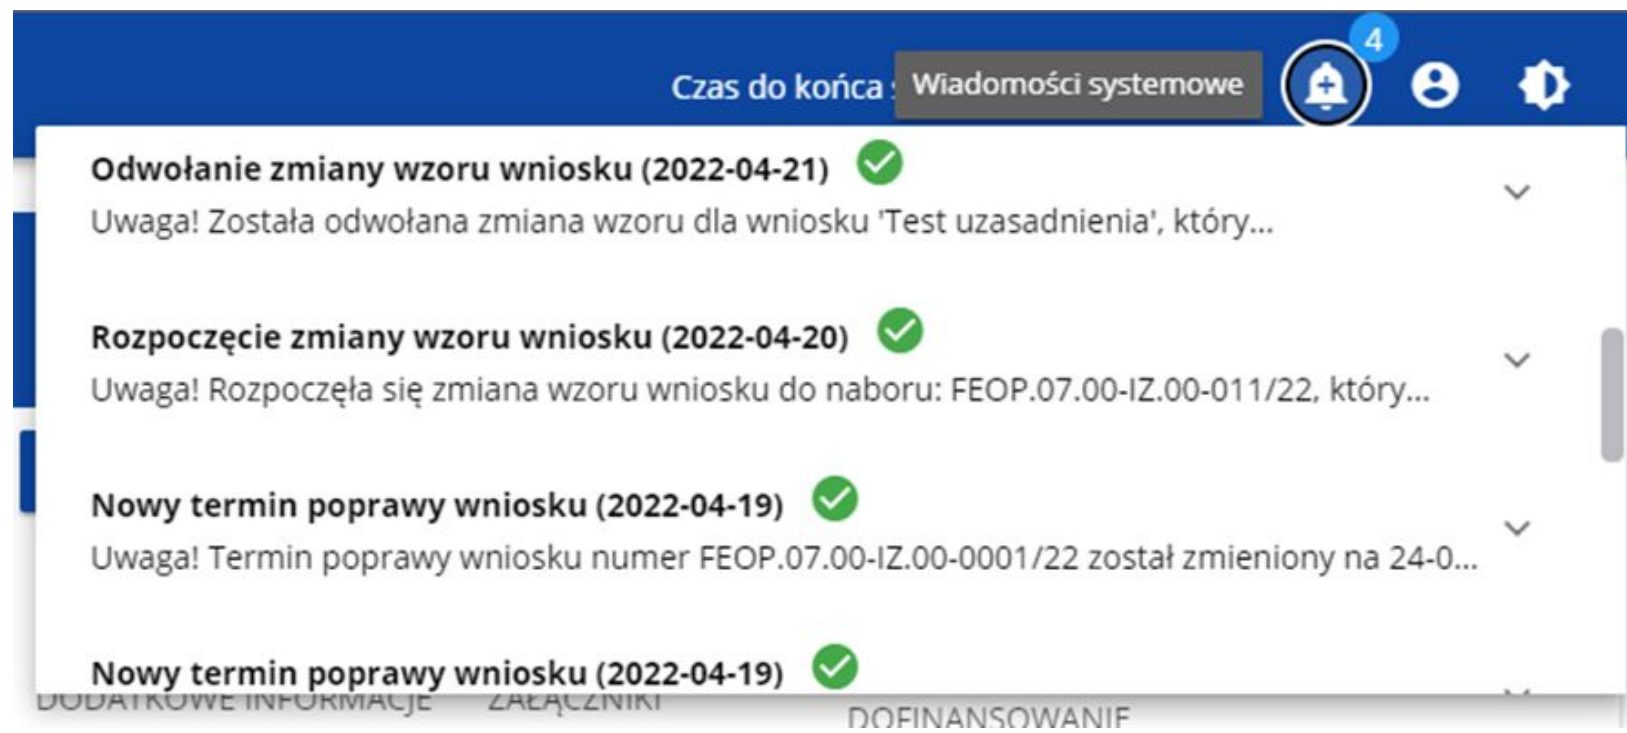 4
Czas do końca
Wiadomości systemowe
Odwołanie zmiany wzoru wniosku (2022-04-21)
Uwaga! Została odwołana zmiana wzoru dla wniosku 'Test uzasadnienia', który...
Rozpoczęcie zmiany wzoru wniosku (2022-04-20)
Uwaga! Rozpoczęła się zmiana wzoru wniosku do naboru: FEOP.07.00-IZ.00-011/22, który...
Nowy termin poprawy wniosku (2022-04-19)
Uwaga! Termin poprawy wniosku numer FEOP.07.00-IZ.00-0001/22 został zmieniony na 24-0...
Nowy termin poprawy wniosku (2022-04-19)
DODATKOWE INFORMACJE ZAŁĄCZNIKI
DOFINANSOWANIE